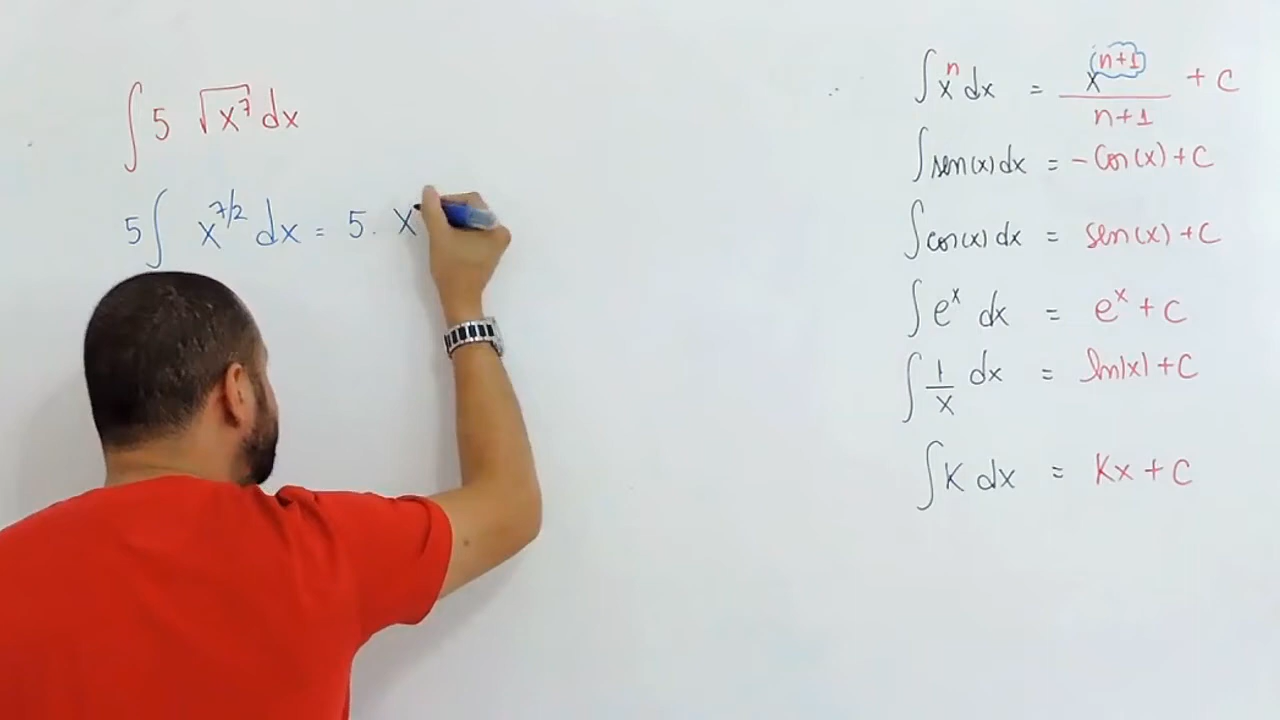 ∫ 5 √x⁷ dx
5 ∫ x^(7/2) dx = 5. x
∫ xⁿ dx = x^(n+1) / n+1 + C
∫ sen(x) dx = - Cos(x) + C
∫ cos(x) dx = sen(x) + C
∫ eˣ dx = eˣ + C
∫ 1/x dx = ln|x| + C
∫ K dx = Kx + C